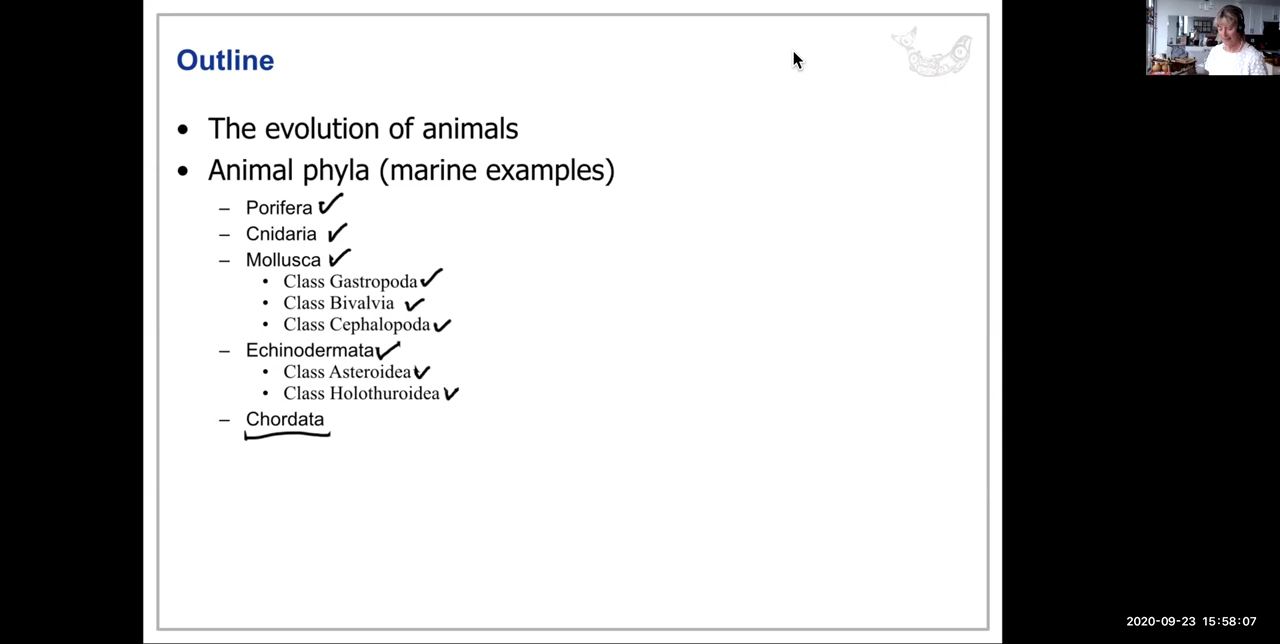 Outline
• The evolution of animals
• Animal phyla (marine examples)
– Porifera ✓
– Cnidaria ✓
– Mollusca ✓
• Class Gastropoda ✓
• Class Bivalvia ✓
• Class Cephalopoda ✓
– Echinodermata ✓
• Class Asteroidea ✓
• Class Holothuroidea ✓
– Chordata
2020-09-23 15:58:07